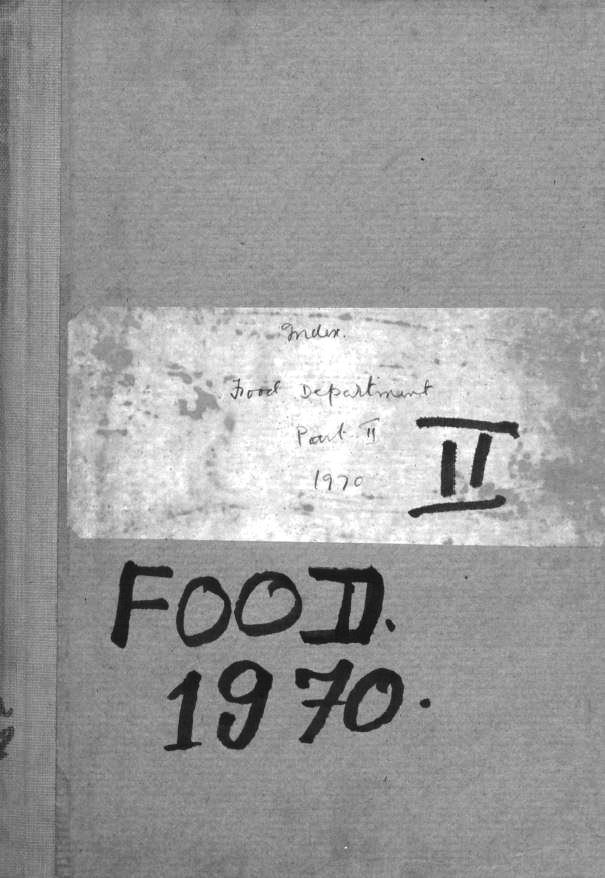 Index.
Food Department
Part II
1970
II
FOOD.
1970.